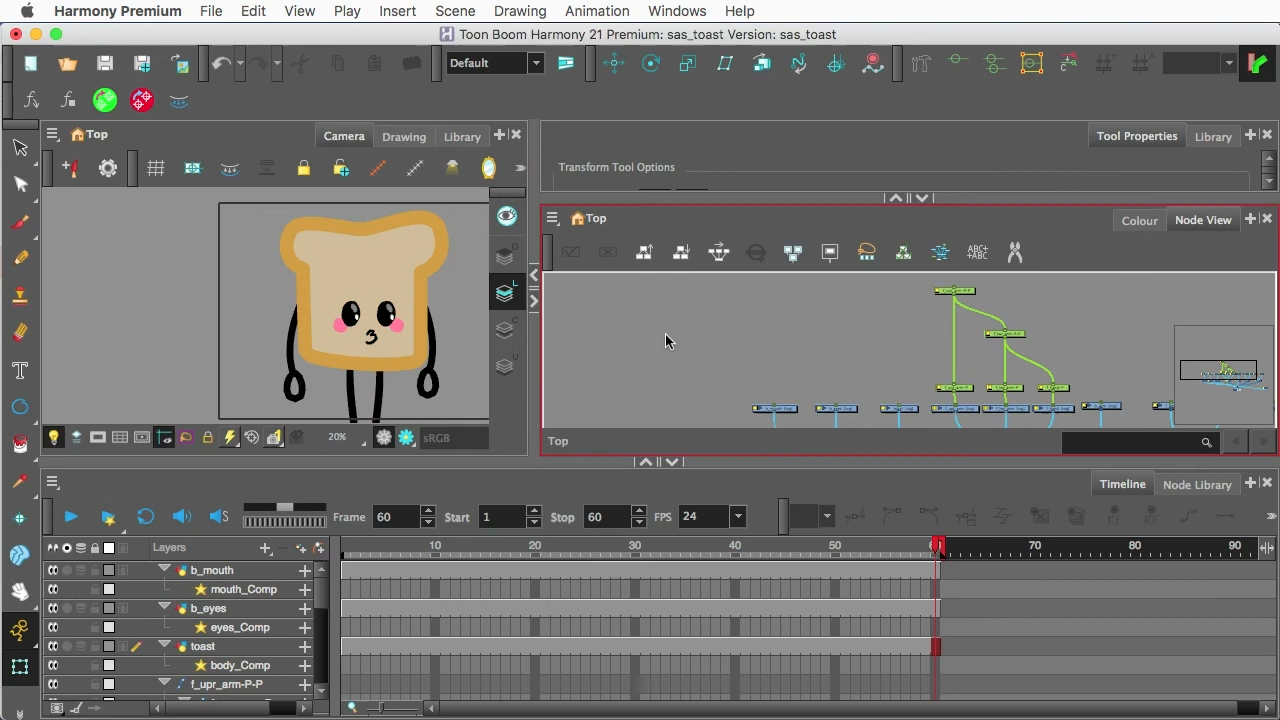 Harmony Premium File Edit View Play Insert Scene Drawing Animation Windows Help
Toon Boom Harmony 21 Premium: sas_toast Version: sas_toast
Default
Top
Camera Drawing Library
Tool Properties Library
Transform Tool Options
Top
Colour Node View
ABC+
+ABC
20%
sRGB
Top
Timeline Node Library
Frame 60 Start 1 Stop 60 FPS 24
Layers
10 20 30 40 50 60 70 80 90
b_mouth
mouth_Comp
b_eyes
eyes_Comp
toast
body_Comp
f_upr_arm-P-P